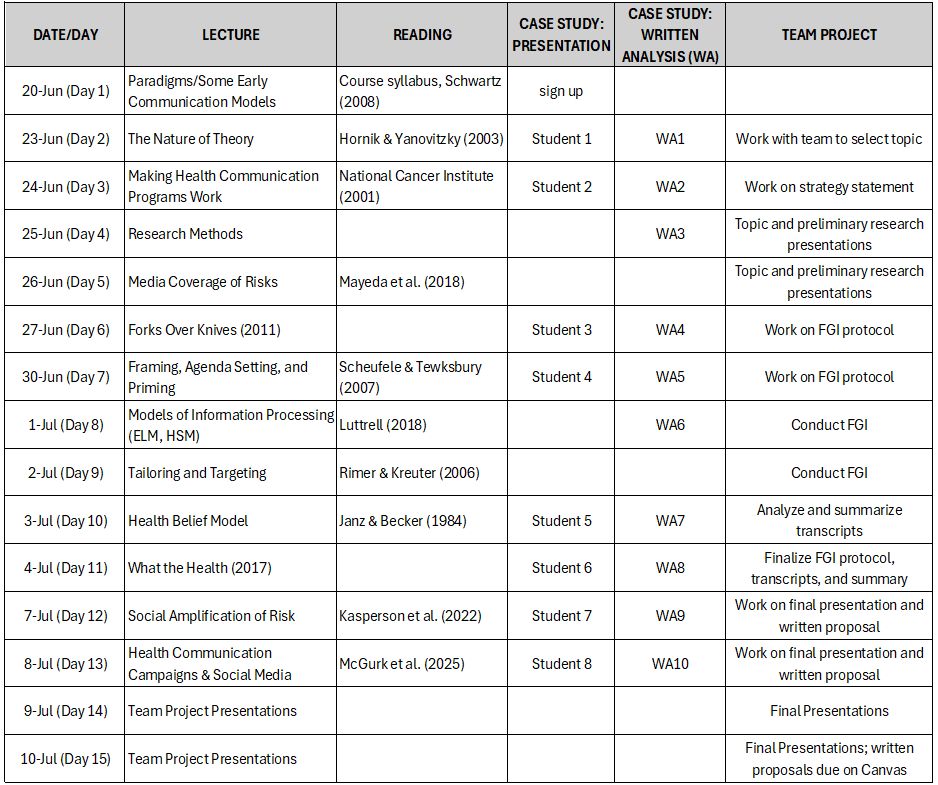 DATE/DAY
LECTURE
READING
CASE STUDY:
PRESENTATION
CASE STUDY:
WRITTEN
ANALYSIS (WA)
TEAM PROJECT
20-Jun (Day 1)
Paradigms/Some Early
Communication Models
Course syllabus, Schwartz
(2008)
sign up
23-Jun (Day 2)
The Nature of Theory
Hornik & Yanovitzky (2003)
Student 1
WA1
Work with team to select topic
24-Jun (Day 3)
Making Health Communication
Programs Work
National Cancer Institute
(2001)
Student 2
WA2
Work on strategy statement
25-Jun (Day 4)
Research Methods
WA3
Topic and preliminary research
presentations
26-Jun (Day 5)
Media Coverage of Risks
Mayeda et al. (2018)
Topic and preliminary research
presentations
27-Jun (Day 6)
Forks Over Knives (2011)
Student 3
WA4
Work on FGI protocol
30-Jun (Day 7)
Framing, Agenda Setting, and
Priming
Scheufele & Tewksbury
(2007)
Student 4
WA5
Work on FGI protocol
1-Jul (Day 8)
Models of Information Processing
(ELM, HSM)
Luttrell (2018)
WA6
Conduct FGI
2-Jul (Day 9)
Tailoring and Targeting
Rimer & Kreuter (2006)
Conduct FGI
3-Jul (Day 10)
Health Belief Model
Janz & Becker (1984)
Student 5
WA7
Analyze and summarize
transcripts
4-Jul (Day 11)
What the Health (2017)
Student 6
WA8
Finalize FGI protocol,
transcripts, and summary
7-Jul (Day 12)
Social Amplification of Risk
Kasperson et al. (2022)
Student 7
WA9
Work on final presentation and
written proposal
8-Jul (Day 13)
Health Communication
Campaigns & Social Media
McGurk et al. (2025)
Student 8
WA10
Work on final presentation and
written proposal
9-Jul (Day 14)
Team Project Presentations
Final Presentations
10-Jul (Day 15)
Team Project Presentations
Final Presentations; written
proposals due on Canvas